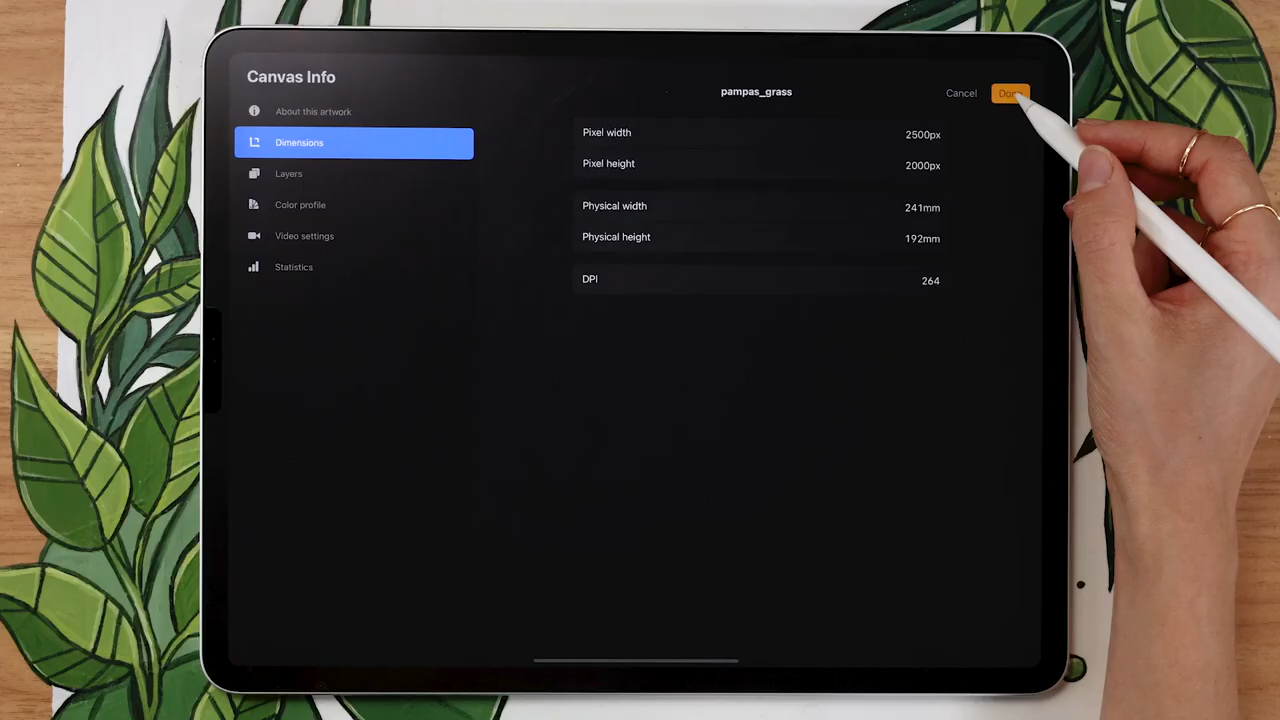 Canvas Info
About this artwork
Dimensions
Layers
Color profile
Video settings
Statistics
pampas_grass
Cancel
Done
Pixel width 2500px
Pixel height 2000px
Physical width 241mm
Physical height 192mm
DPI 264